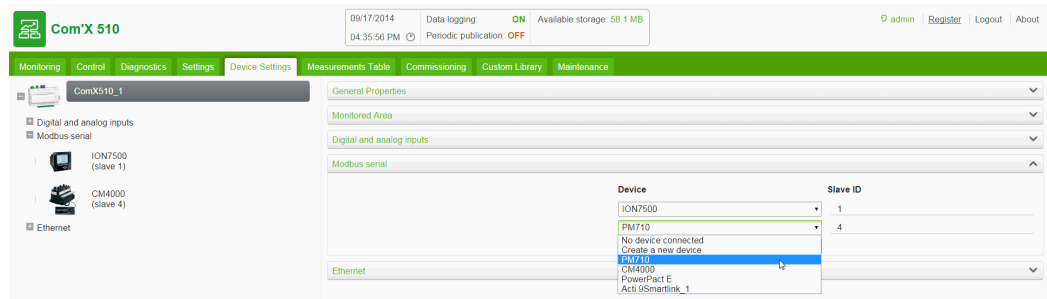 Com'X 510
09/17/2014
04:35:56 PM
Data logging: ON
Periodic publication: OFF
Available storage: 58.1 MB
admin Register Logout About
Monitoring Control Diagnostics Settings Device Settings Measurements Table Commissioning Custom Library Maintenance
ComX510_1
Digital and analog inputs
Modbus serial
ION7500
(slave 1)
CM4000
(slave 4)
Ethernet
General Properties
Monitored Area
Digital and analog inputs
Modbus serial
Device Slave ID
ION7500 1
PM710 4
No device connected
Create a new device
PM710
CM4000
PowerPact E
Acti 9Smartlink_1
Ethernet